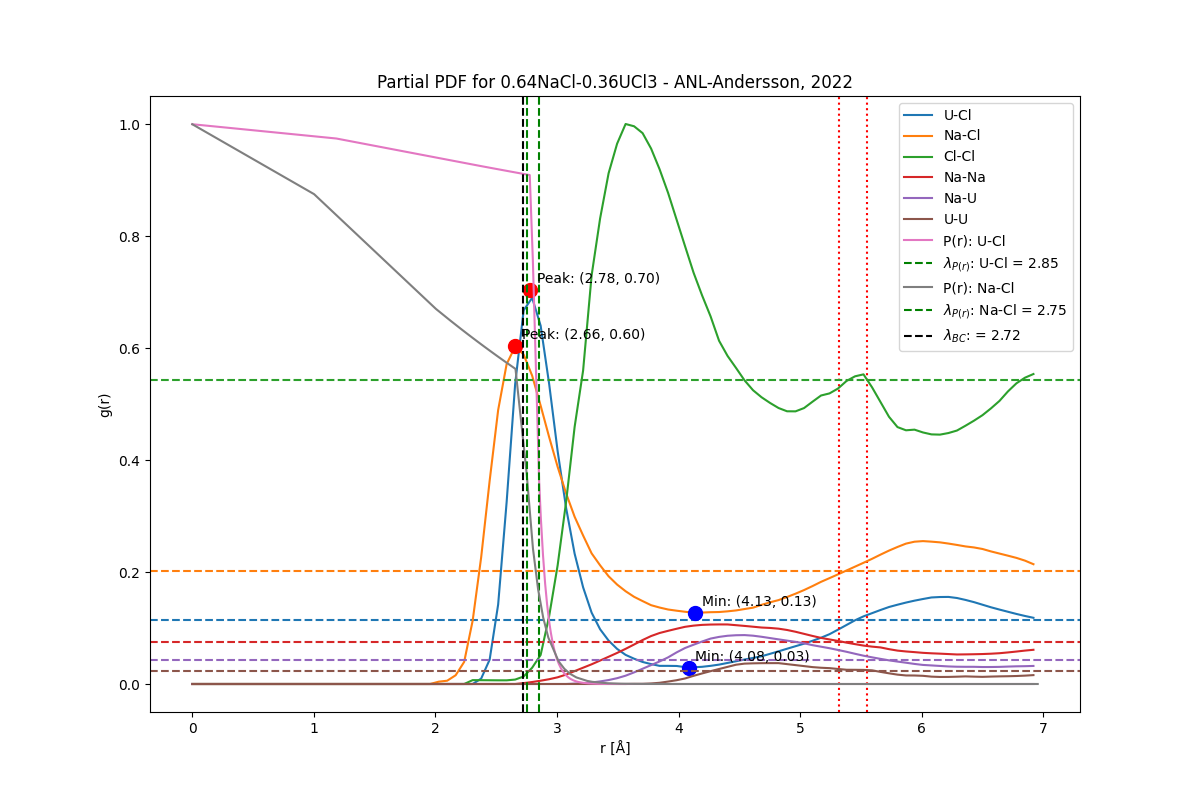 Partial PDF for 0.64NaCl-0.36UCl3 - ANL-Andersson, 2022
g(r)
1.0
0.8
0.6
0.4
0.2
0.0
Peak: (2.78, 0.70)
Peak: (2.66, 0.60)
Min: (4.13, 0.13)
Min: (4.08, 0.03)
U-Cl
Na-Cl
Cl-Cl
Na-Na
Na-U
U-U
P(r): U-Cl
λP(r): U-Cl = 2.85
P(r): Na-Cl
λP(r): Na-Cl = 2.75
λBC: = 2.72
0 1 2 3 4 5 6 7
r [Å]